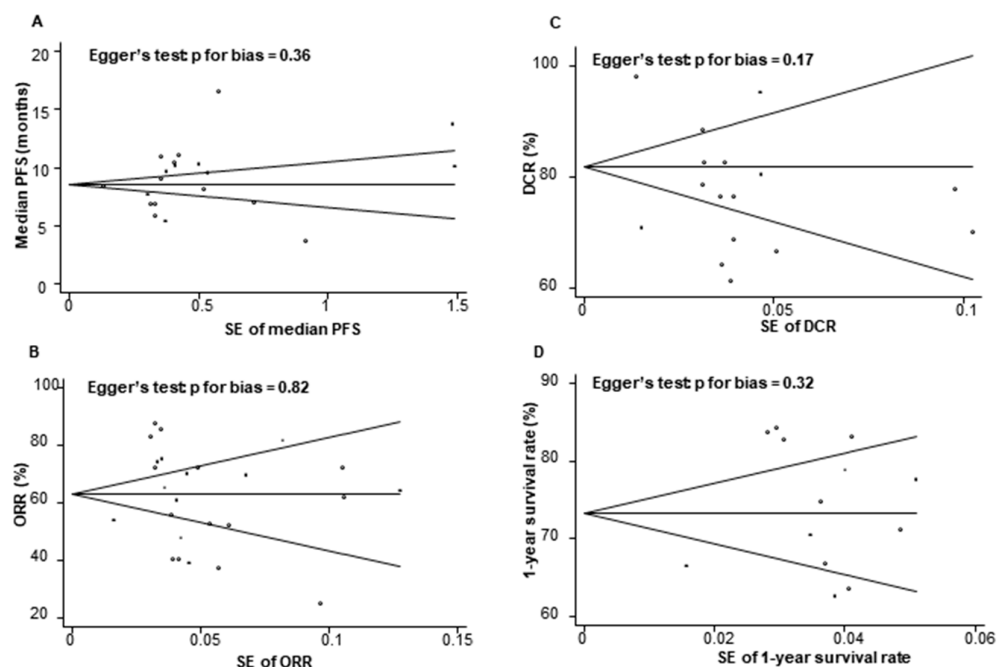 A
Egger's test: p for bias = 0.36
Median PFS (months)
20
15
10
5
0
0
0.5
1
1.5
SE of median PFS
C
Egger's test: p for bias = 0.17
DCR (%)
100
80
60
0
0.05
0.1
SE of DCR
B
Egger's test: p for bias = 0.82
ORR (%)
100
80
60
40
20
0
0.05
0.1
0.15
SE of ORR
D
Egger's test: p for bias = 0.32
1-year survival rate (%)
90
80
70
60
0
0.02
0.04
0.06
SE of 1-year survival rate